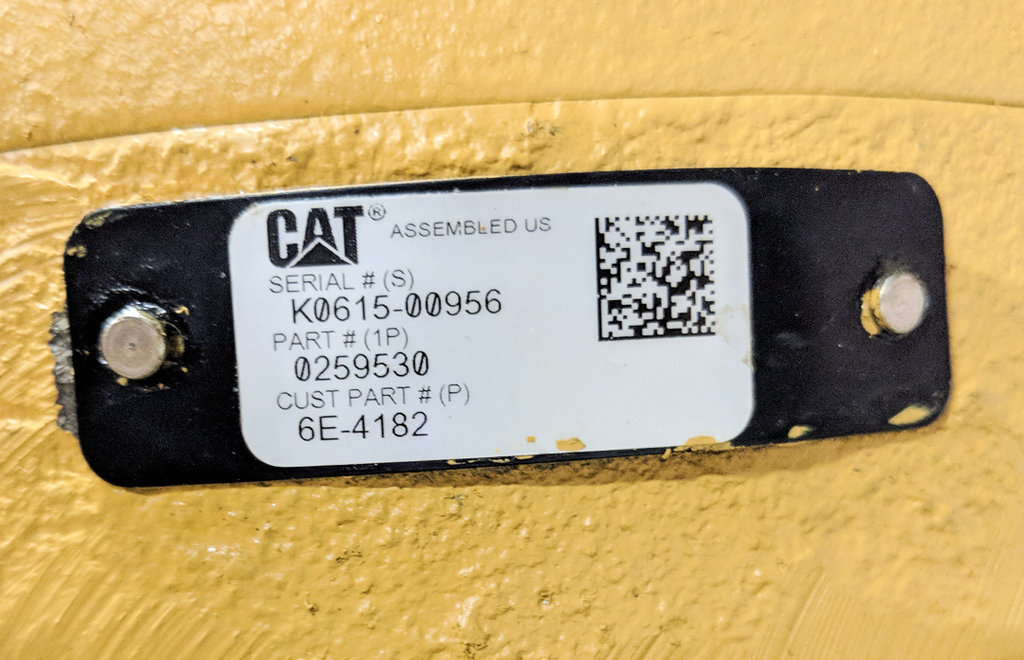 CAT® ASSEMBLED US
SERIAL # (S)
K0615-00956
PART # (1P)
0259530
CUST PART # (P)
6E-4182